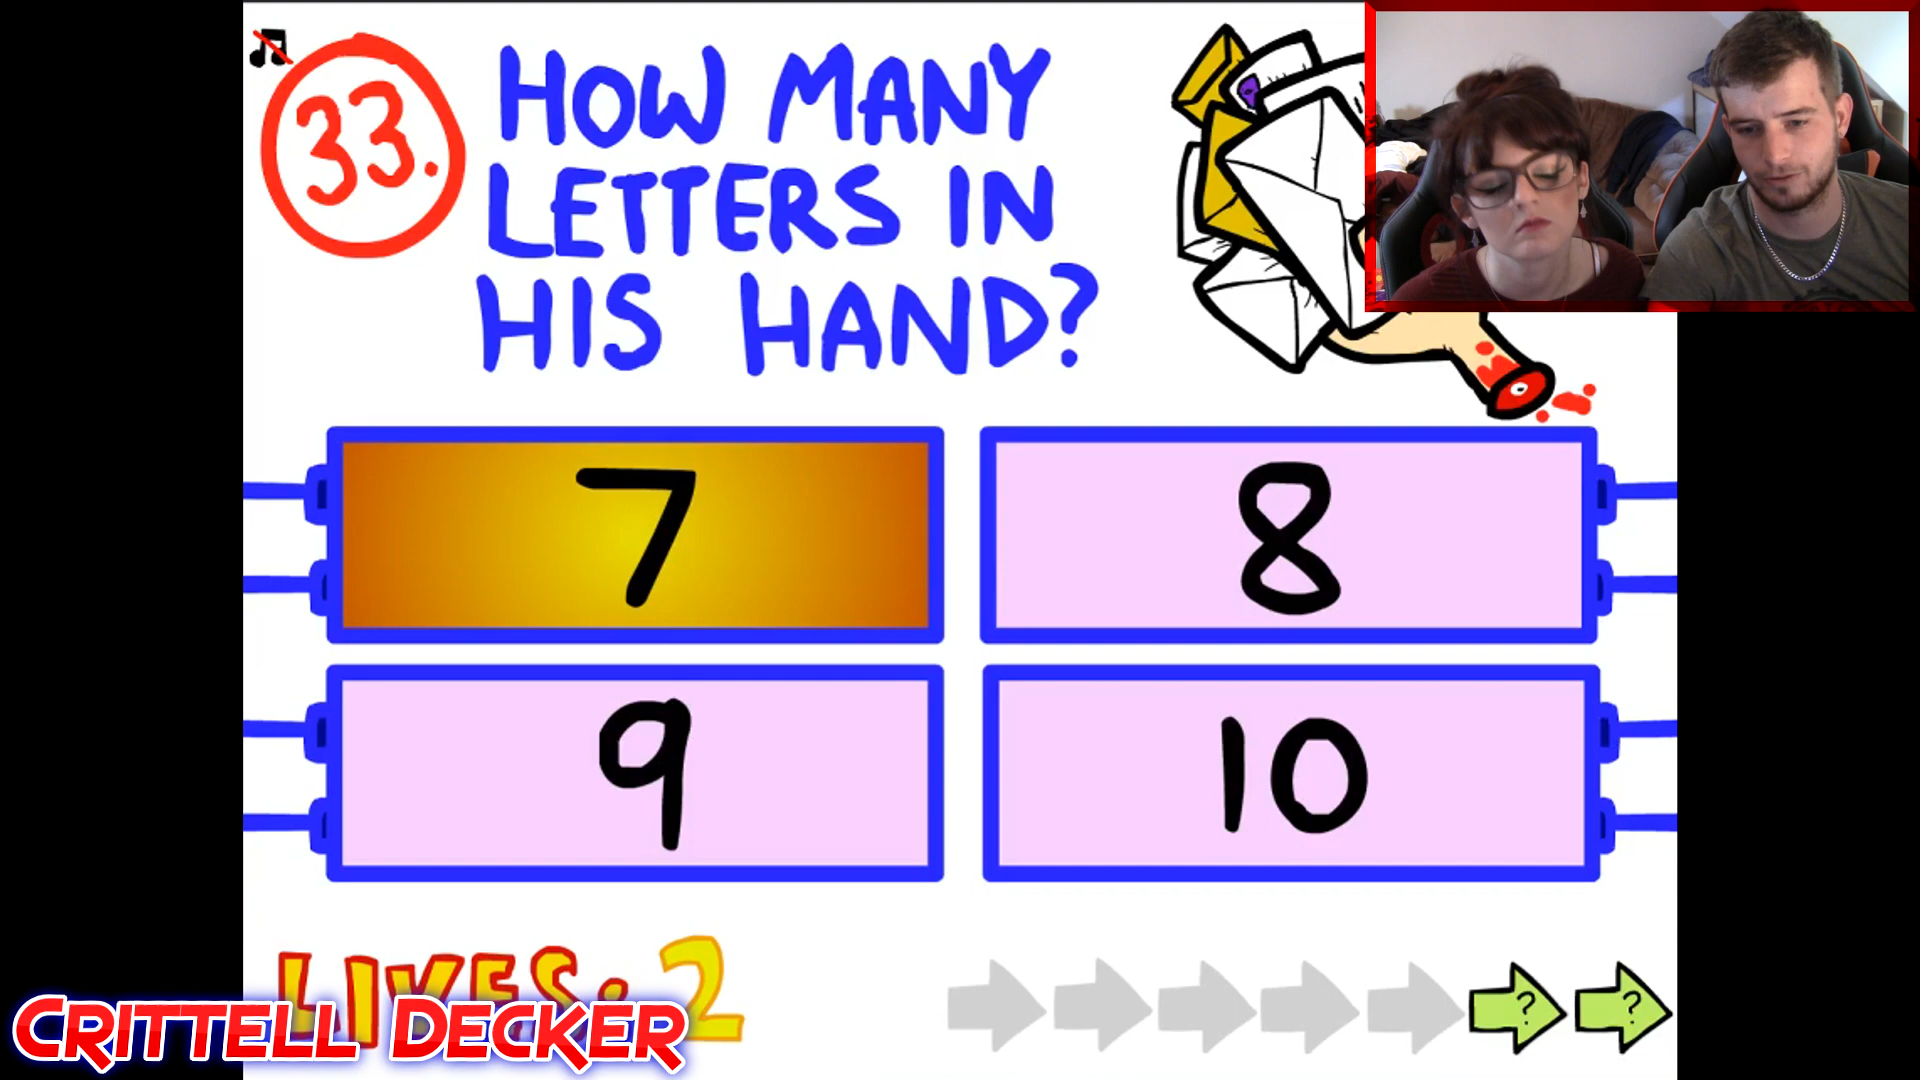 33.
HOW MANY
LETTERS IN
HIS HAND?
7
8
9
10
LIVES: 2
? ?
CRITTELL DECKER